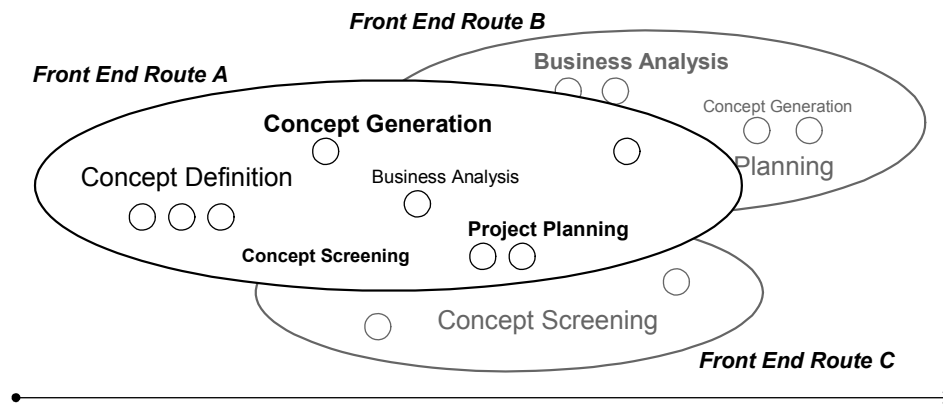 Front End Route B
Front End Route A
Business Analysis
Concept Generation
Concept Generation
Planning
Concept Definition
Business Analysis
Project Planning
Concept Screening
Concept Screening
Front End Route C